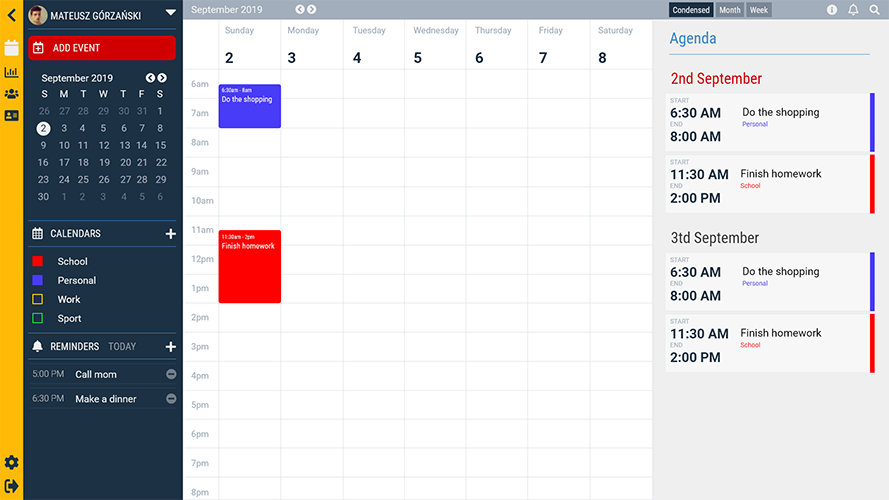 MATEUSZ GÓRZAŃSKI
ADD EVENT
September 2019
S M T W T F S
26 27 28 29 30 31 1
2 3 4 5 6 7 8
9 10 11 12 13 14 15
16 17 18 19 20 21 22
23 24 25 26 27 28 29
30 1 2 3 4 5 6
CALENDARS
School
Personal
Work
Sport
REMINDERS TODAY
5:00 PM Call mom
6:30 PM Make a dinner
September 2019
Sunday Monday Tuesday Wednesday Thursday Friday Saturday
2 3 4 5 6 7 8
6am
7am
8am
9am
10am
11am
12pm
1pm
2pm
3pm
4pm
5pm
6pm
7pm
8pm
6:30am - 8am
Do the shopping
11:30am - 2pm
Finish homework
Condensed Month Week
Agenda
2nd September
START
6:30 AM Do the shopping
END Personal
8:00 AM
START
11:30 AM Finish homework
END School
2:00 PM
3td September
START
6:30 AM Do the shopping
END Personal
8:00 AM
START
11:30 AM Finish homework
END School
2:00 PM